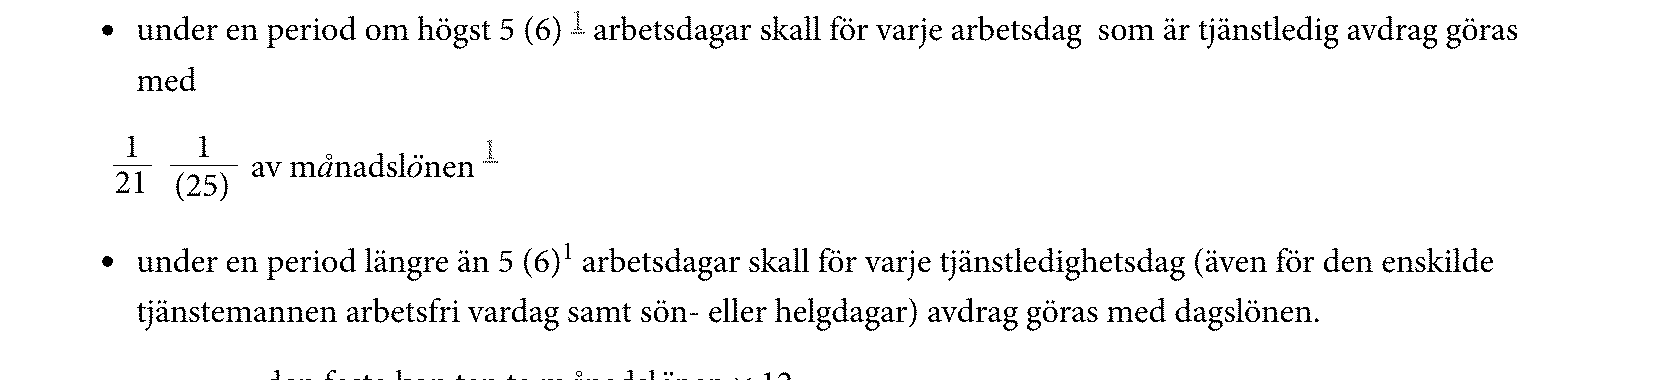 • under en period om högst 5 (6) 1 arbetsdagar skall för varje arbetsdag som är tjänstledig avdrag göras
med
1/21 1/(25) av månadslönen 1
• under en period längre än 5 (6)1 arbetsdagar skall för varje tjänstledighetsdag (även för den enskilde
tjänstemannen arbetsfri vardag samt sön- eller helgdagar) avdrag göras med dagslönen.